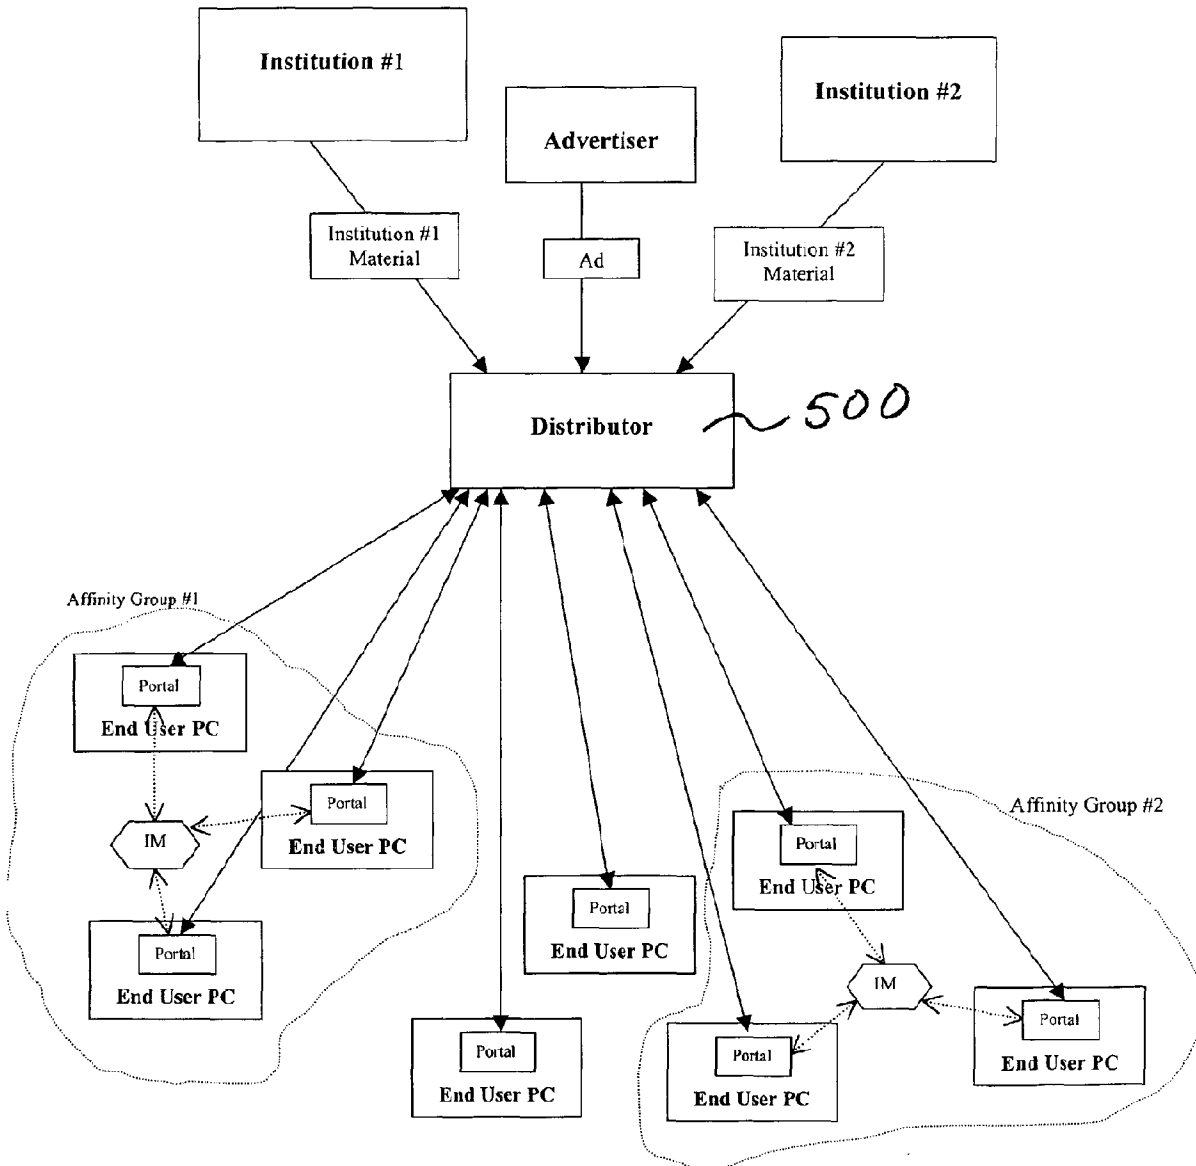 Institution #1
Institution #2
Advertiser
Institution #1
Material
Ad
Institution #2
Material
Distributor
500
Affinity Group #1
Portal
End User PC
Portal
End User PC
IM
Portal
End User PC
Affinity Group #2
Portal
End User PC
Portal
End User PC
IM
Portal
End User PC
Portal
End User PC
Portal
End User PC